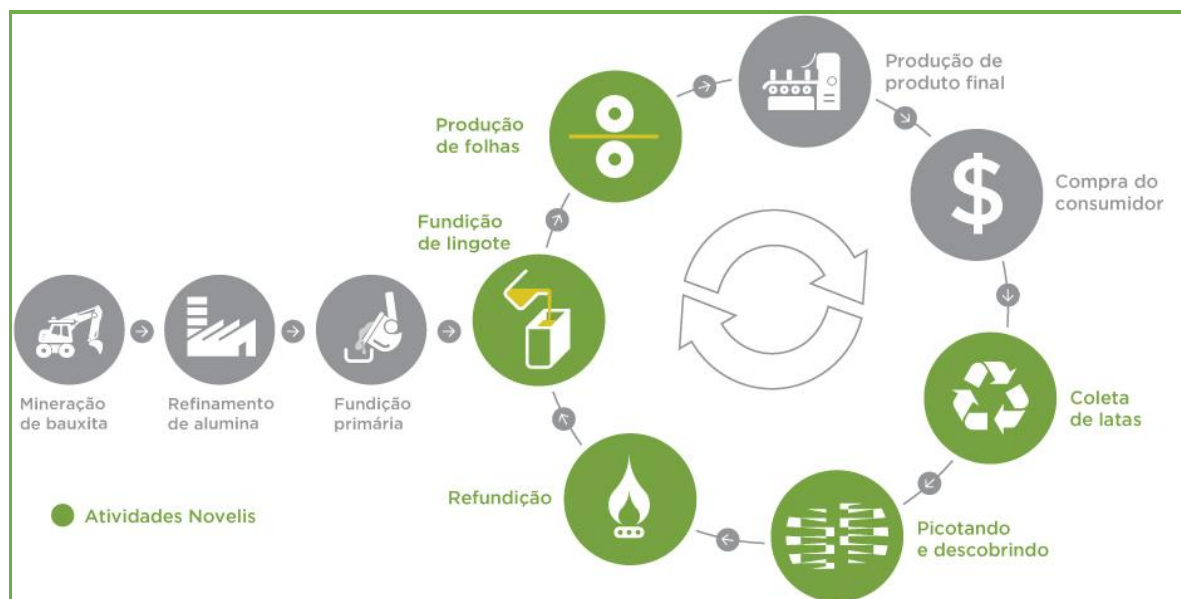 Produção de
produto final
Produção
de folhas
Compra do
consumidor
Fundição
de lingote
$
Mineração
de bauxita
Refinamento
de alumina
Fundição
primária
Coleta
de latas
Refundição
Picotando
e descobrindo
Atividades Novelis